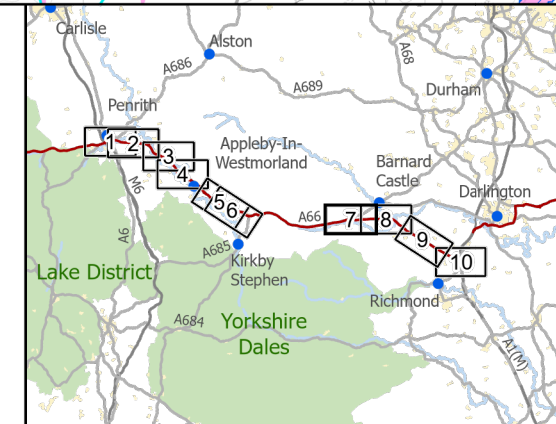 Carlisle
Alston
A686
A68
A689
Durham
Penrith
1
2
3
4
5
6
Appleby-In-
Westmorland
Barnard
Castle
Darlington
M6
A66
7
8
9
10
A6
A685
Kirkby
Stephen
Lake District
Richmond
A684
Yorkshire
Dales
A1(M)